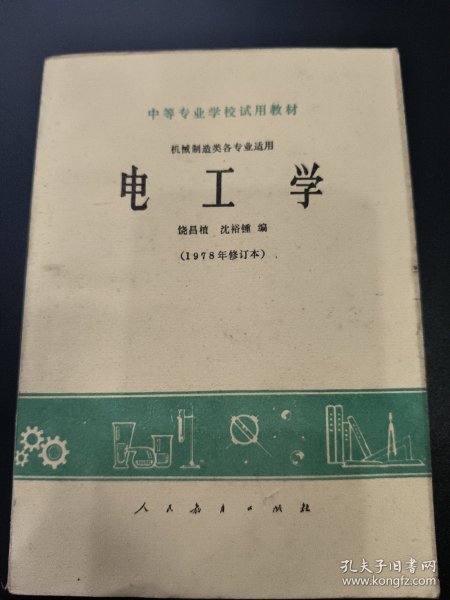 中等专业学校试用教材
机械制造类各专业适用
电工学
饶昌植 沈裕锺 编
(1978年修订本)
人民教育出版社
孔夫子旧书网
www.kongfz.com